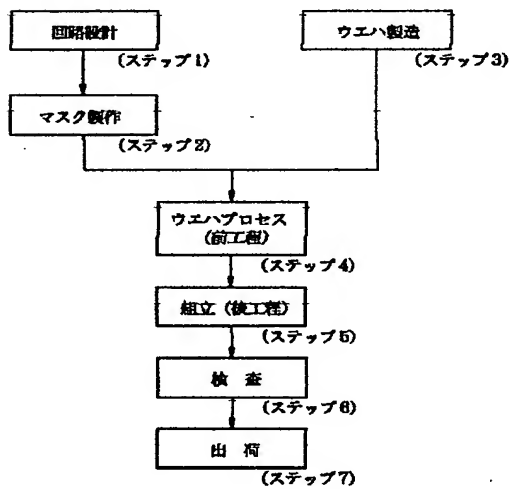 回路設計
(ステップ1)
ウエハ製造
(ステップ3)
マスク製作
(ステップ2)
ウエハプロセス
(前工程)
(ステップ4)
組立(後工程)
(ステップ5)
検 査
(ステップ6)
出 荷
(ステップ7)